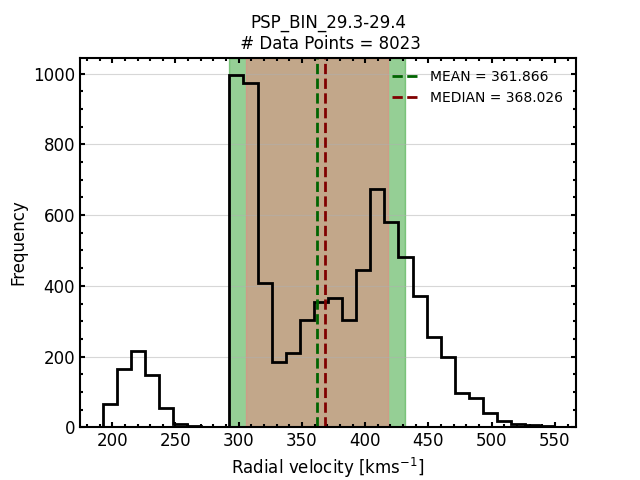 PSP_BIN_29.3-29.4
# Data Points = 8023
MEAN = 361.866
MEDIAN = 368.026
Frequency
1000
800
600
400
200
0
200 250 300 350 400 450 500 550
Radial velocity [kms⁻¹]